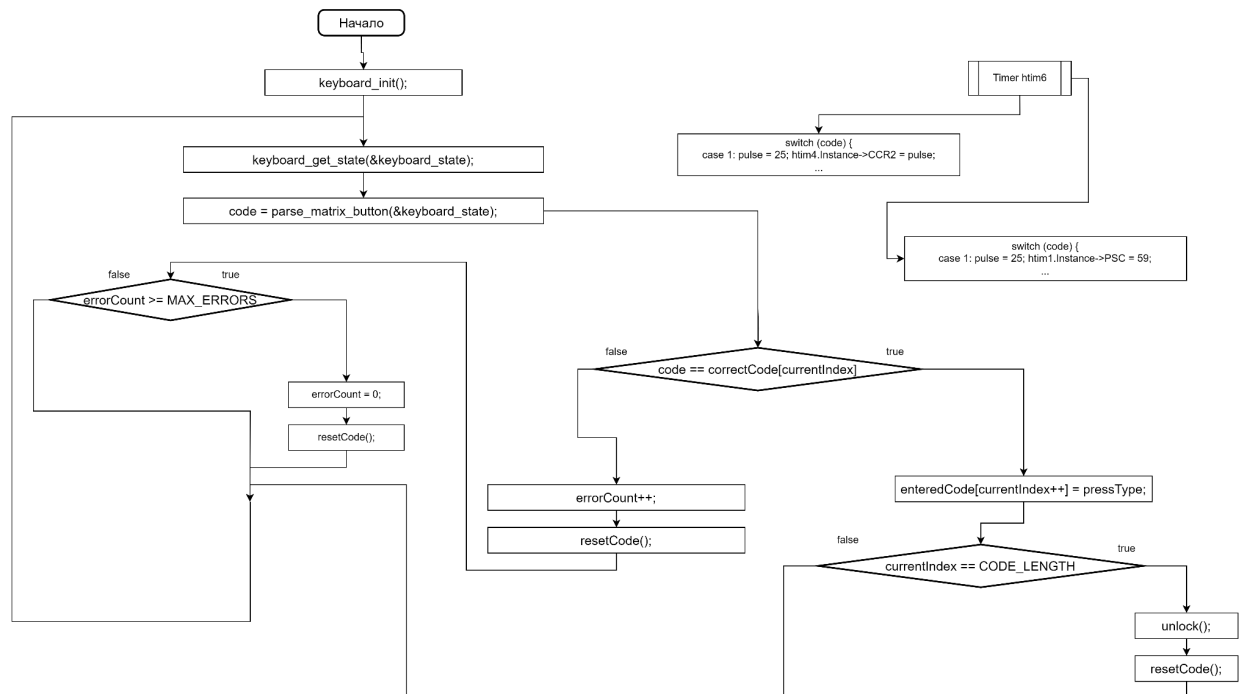 Начало
keyboard_init();
Timer htim6
switch (code) {
case 1: pulse = 25; htim4.Instance->CCR2 = pulse;
...
keyboard_get_state(&keyboard_state);
code = parse_matrix_button(&keyboard_state);
switch (code) {
case 1: pulse = 25; htim1.Instance->PSC = 59;
...
false
true
errorCount >= MAX_ERRORS
false
true
code == correctCode[currentIndex]
errorCount = 0;
resetCode();
errorCount++;
enteredCode[currentIndex++] = pressType;
resetCode();
false
true
currentIndex == CODE_LENGTH
unlock();
resetCode();